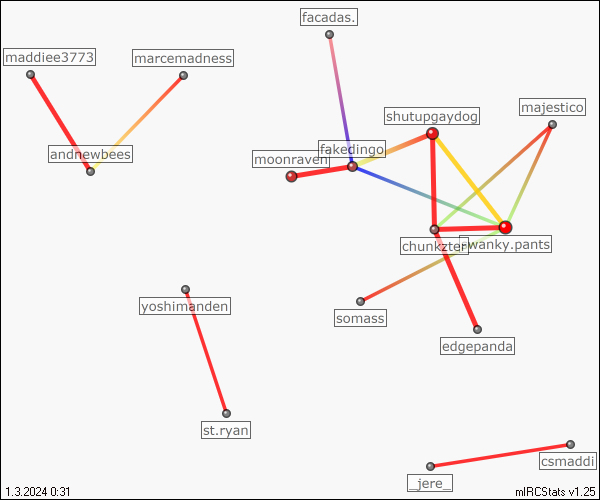 facadas.
maddiee3773
marcemadness
majestico
shutupgaydog
fakedingo
andnewbees
moonraven
chunkzter
wanky.pants
yoshimanden
somass
edgepanda
st.ryan
csmaddi
_jere_
1.3.2024 0:31
mIRCStats v1.25